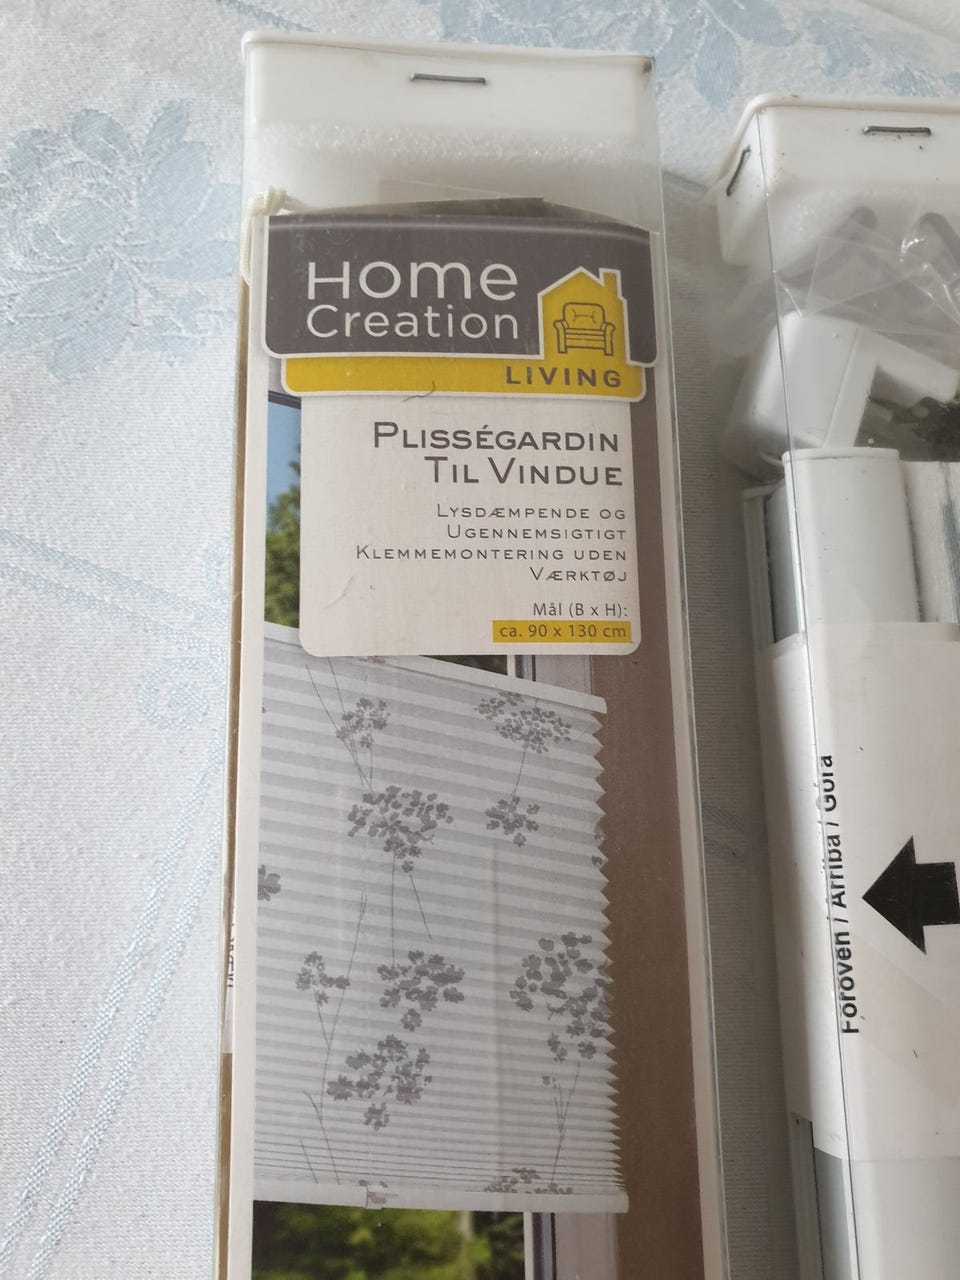 Home
Creation
LIVING
PLISSÉGARDIN
TIL VINDUE
LYSDÆMPENDE OG
UGENNEMSIGTIGT
KLEMMEMONTERING UDEN
VÆRKTØJ
Mål (B x H):
ca. 90 x 130 cm
Foroven / Arriba / Góra